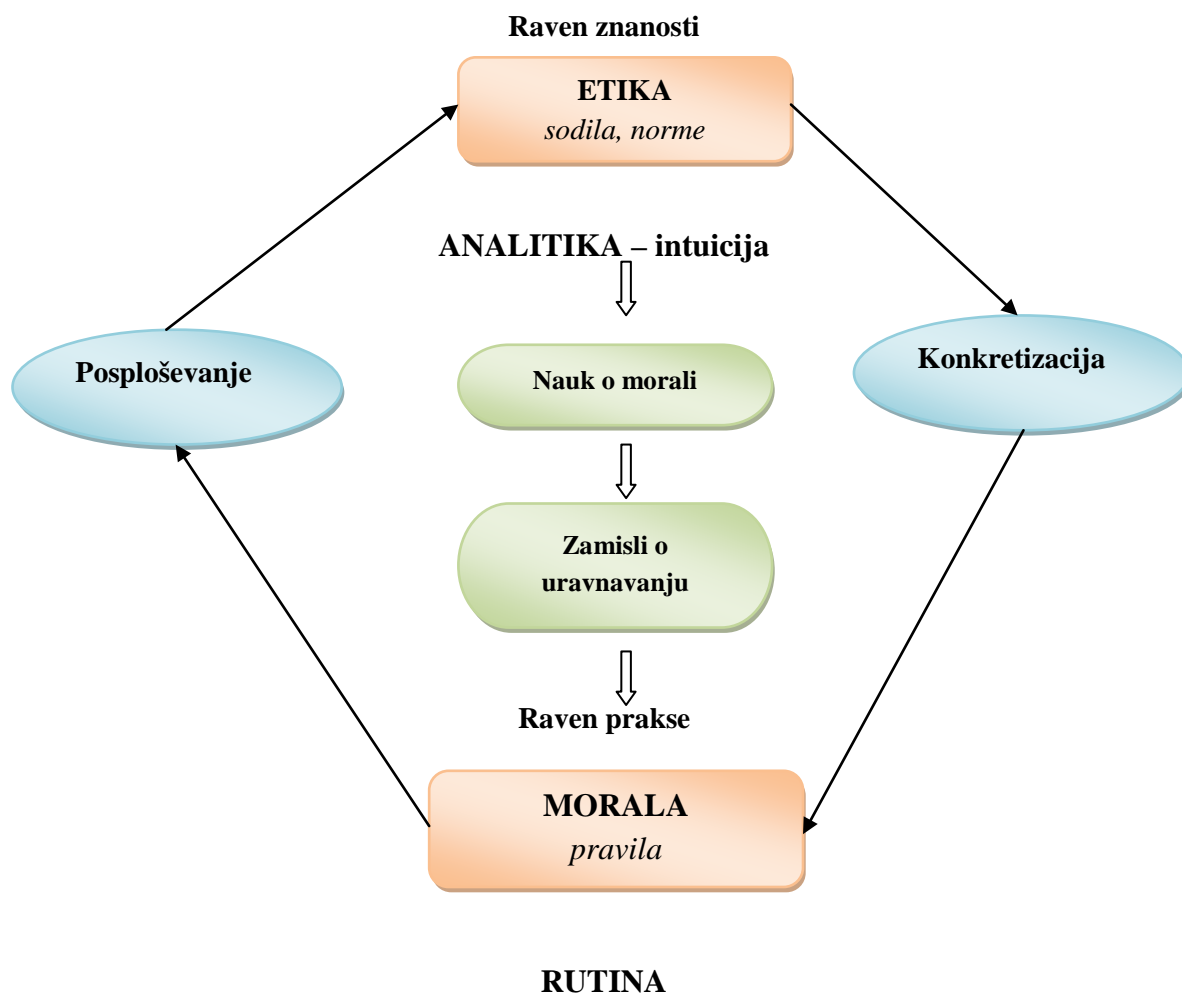 Raven znanosti
ETIKA
sodila, norme
ANALITIKA – intuicija
Posploševanje
Konkretizacija
Nauk o morali
Zamisli o
uravnavanju
Raven prakse
MORALA
pravila
RUTINA